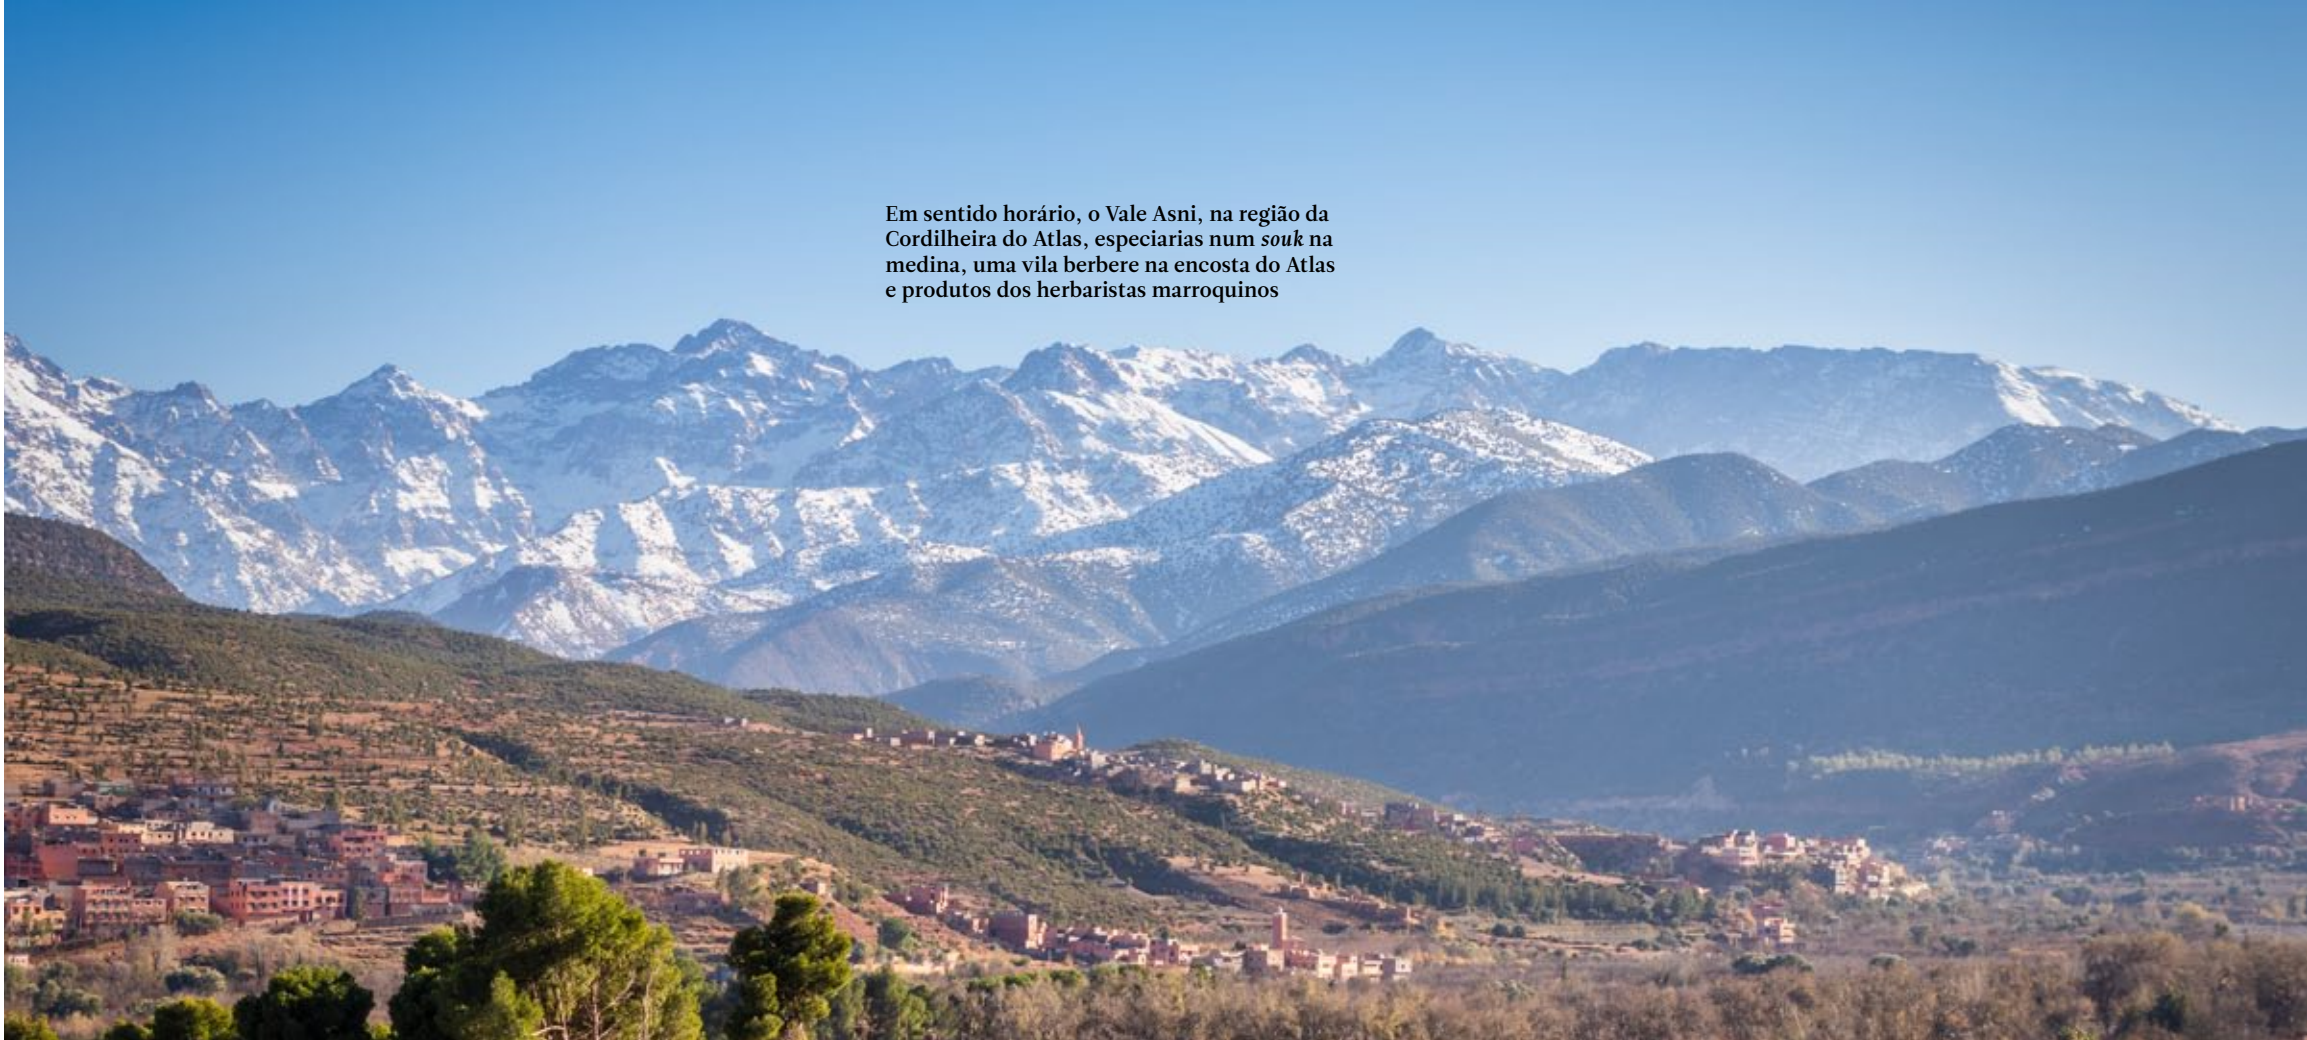 Em sentido horário, o Vale Asni, na região da
Cordilheira do Atlas, especiarias num souk na
medina, uma vila berbere na encosta do Atlas
e produtos dos herbaristas marroquinos